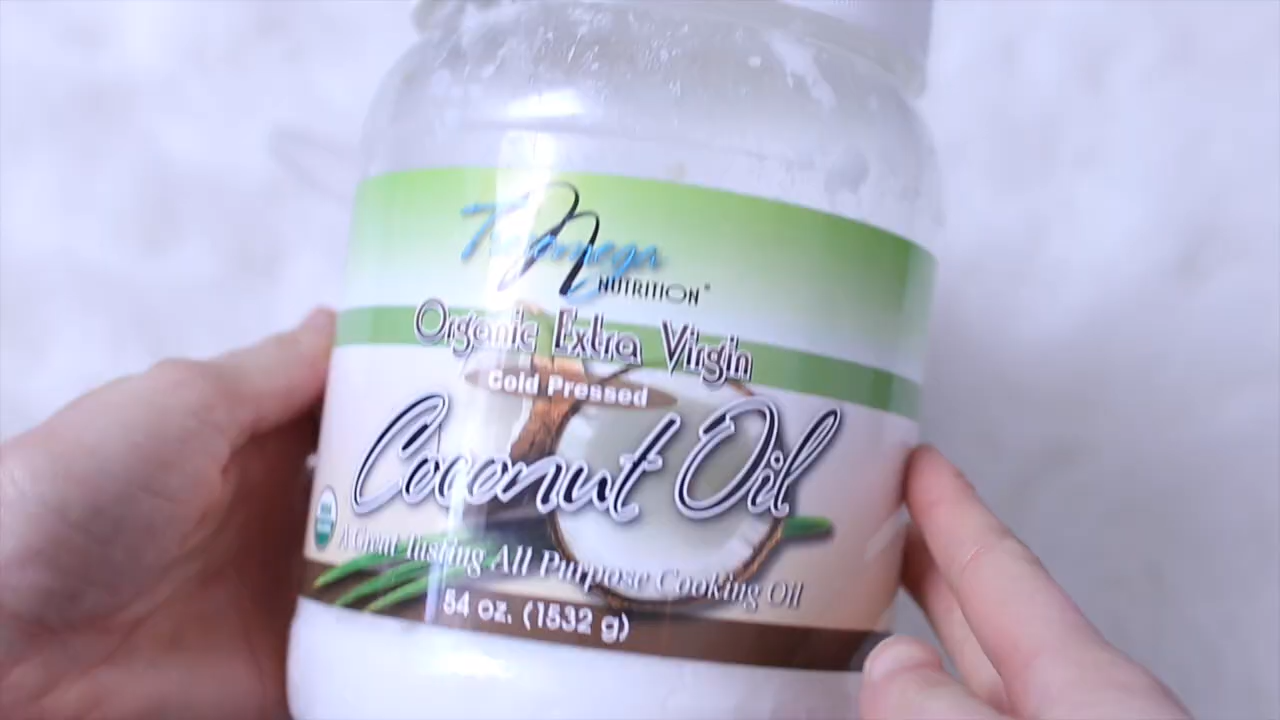 NUTRITION
Organic Extra Virgin
Cold Pressed
Coconut Oil
A Great Tasting All Purpose Cooking Oil
54 oz. (1532 g)